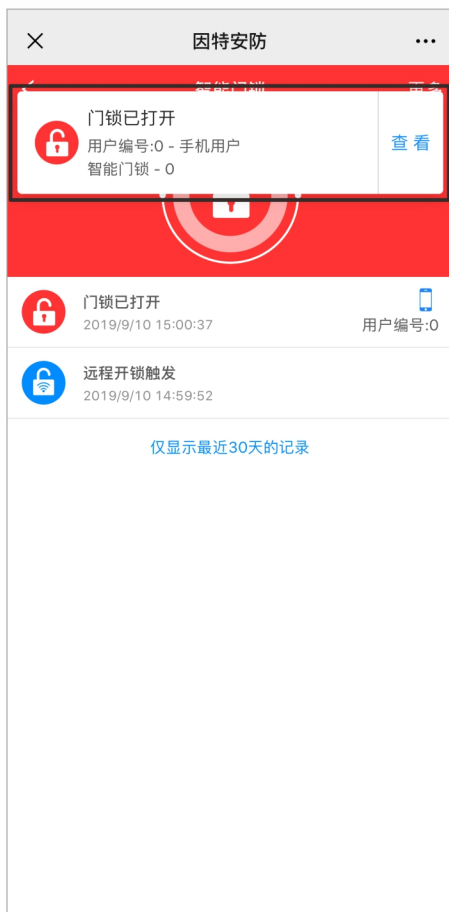 因特安防
门锁已打开
用户编号:0 - 手机用户
智能门锁 - 0
查 看
门锁已打开
2019/9/10 15:00:37
用户编号:0
远程开锁触发
2019/9/10 14:59:52
仅显示最近30天的记录